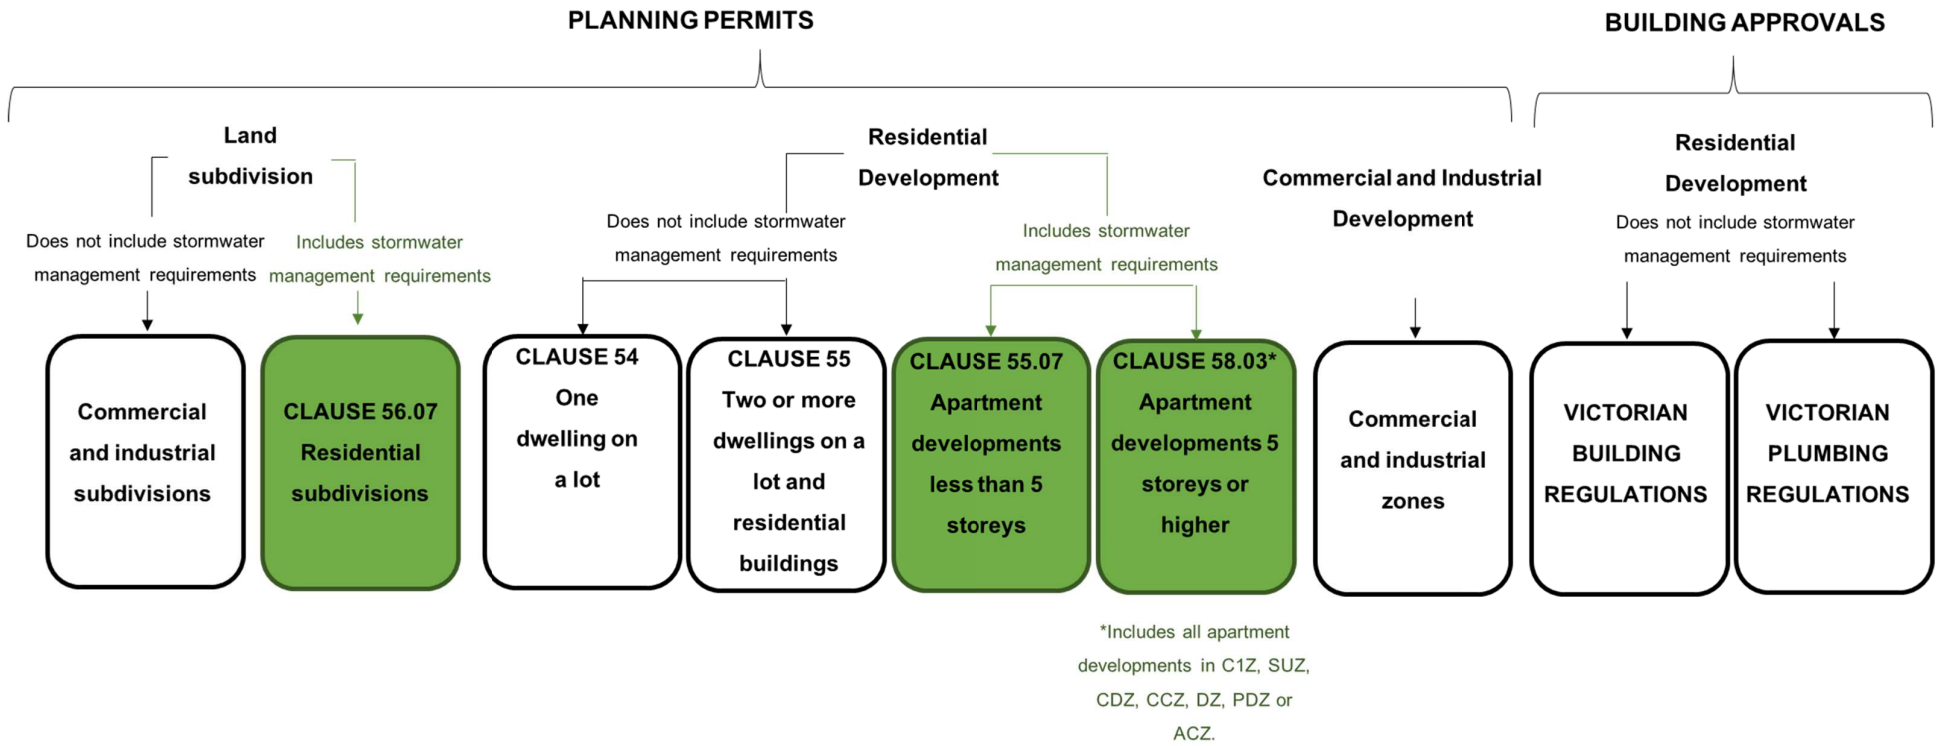 PLANNING PERMITS
BUILDING APPROVALS
Land
subdivision
Does not include stormwater
management requirements
Includes stormwater
management requirements
Commercial
and industrial
subdivisions
CLAUSE 56.07
Residential
subdivisions
Residential
Development
Does not include stormwater
management requirements
Includes stormwater
management requirements
CLAUSE 54
One
dwelling on
a lot
CLAUSE 55
Two or more
dwellings on a
lot and
residential
buildings
CLAUSE 55.07
Apartment
developments
less than 5
storeys
CLAUSE 58.03*
Apartment
developments 5
storeys or
higher
*Includes all apartment
developments in C1Z, SUZ,
CDZ, CCZ, DZ, PDZ or
ACZ.
Commercial and Industrial
Development
Commercial
and industrial
zones
Residential
Development
Does not include stormwater
management requirements
VICTORIAN
BUILDING
REGULATIONS
VICTORIAN
PLUMBING
REGULATIONS